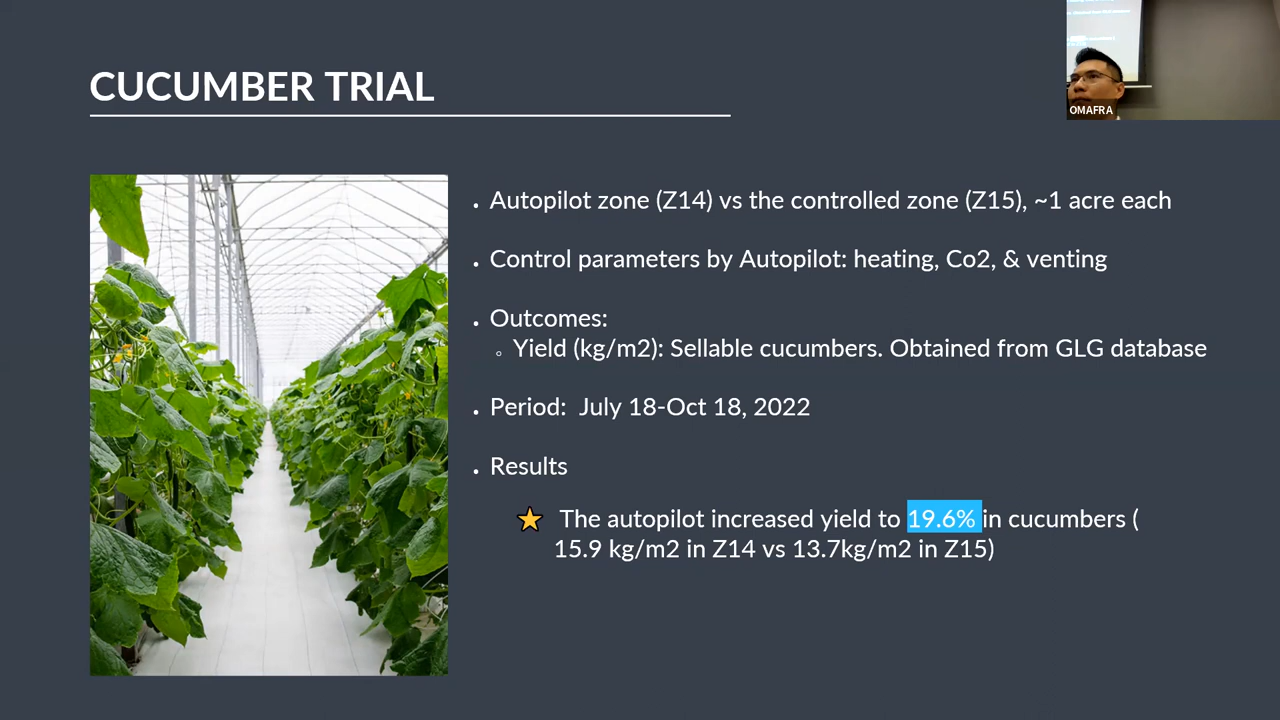 CUCUMBER TRIAL
OMAFRA
Autopilot zone (Z14) vs the controlled zone (Z15), ~1 acre each
Control parameters by Autopilot: heating, Co2, & venting
Outcomes:
Yield (kg/m2): Sellable cucumbers. Obtained from GLG database
Period: July 18-Oct 18, 2022
Results
The autopilot increased yield to 19.6% in cucumbers (
15.9 kg/m2 in Z14 vs 13.7kg/m2 in Z15)